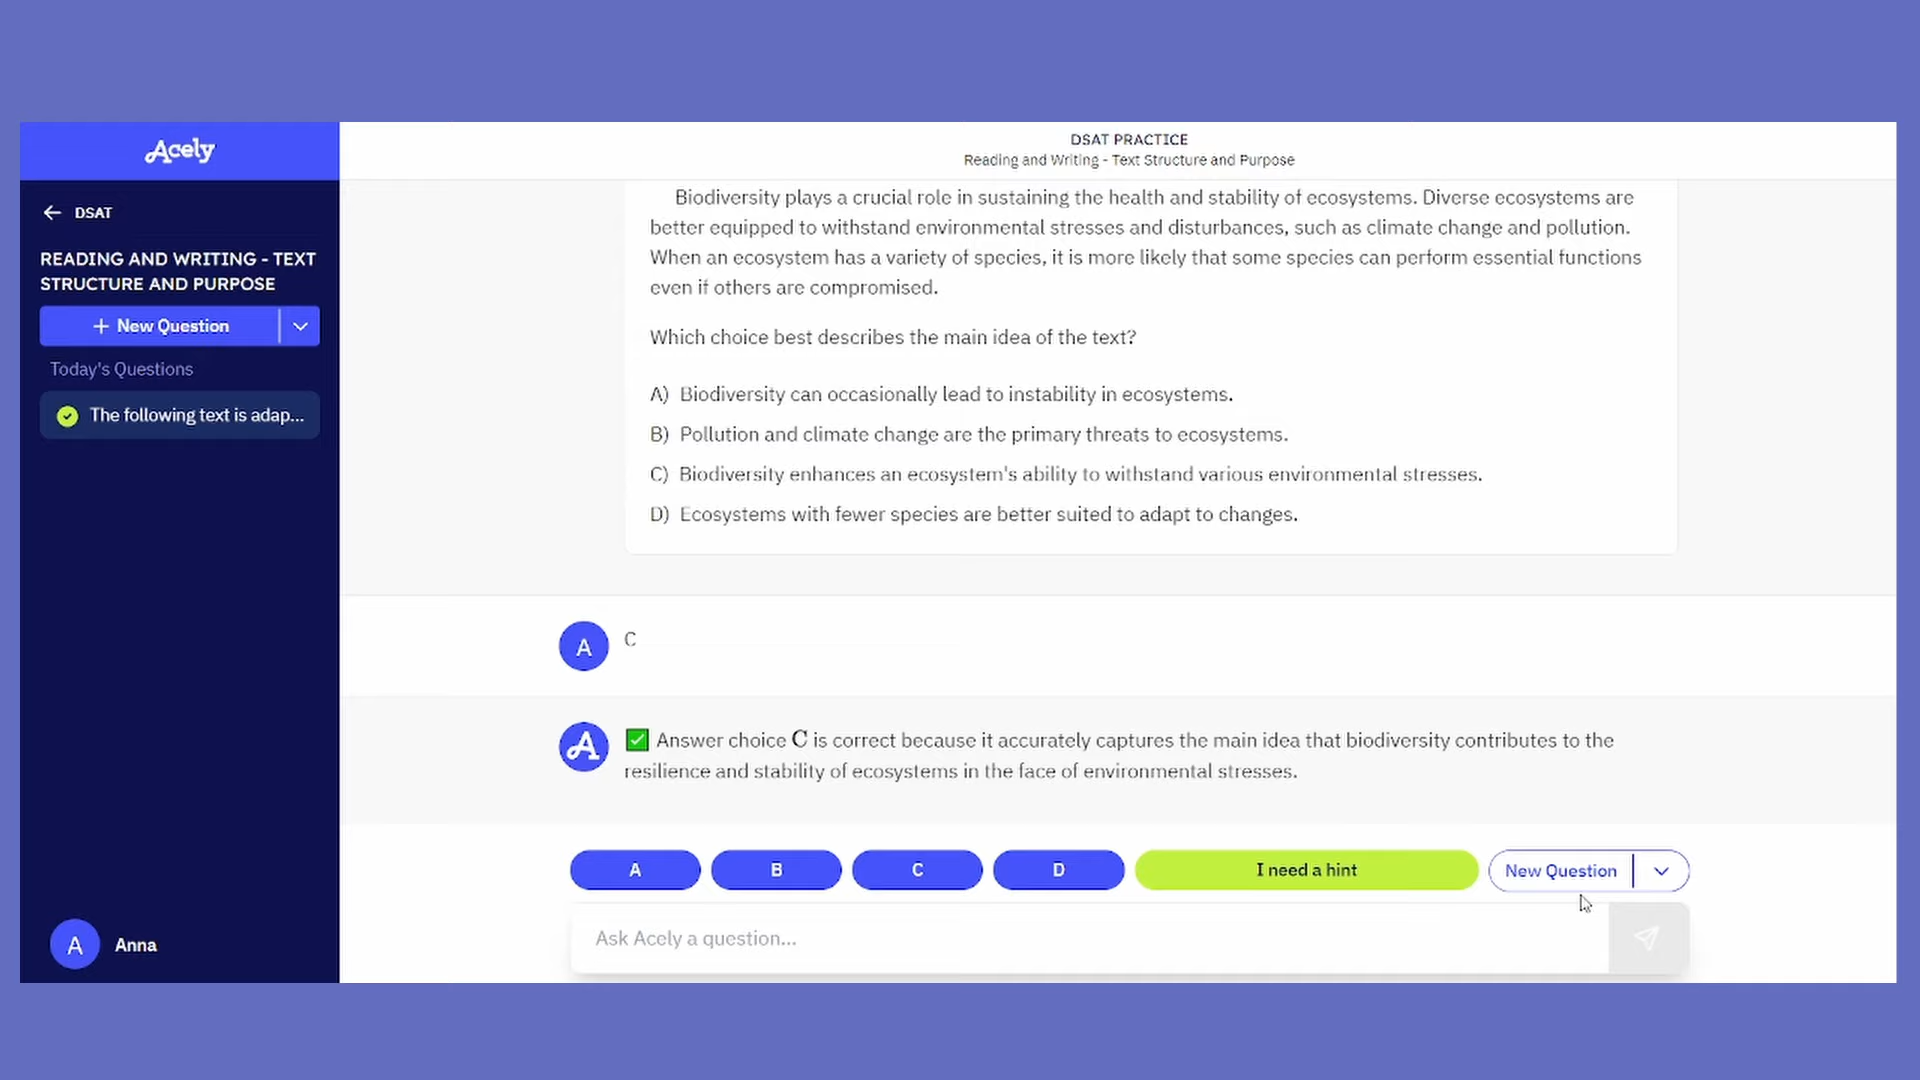 Acely
DSAT
READING AND WRITING - TEXT
STRUCTURE AND PURPOSE
+ New Question
Today's Questions
The following text is adap...
A
Anna
DSAT PRACTICE
Reading and Writing - Text Structure and Purpose
Biodiversity plays a crucial role in sustaining the health and stability of ecosystems. Diverse ecosystems are
better equipped to withstand environmental stresses and disturbances, such as climate change and pollution.
When an ecosystem has a variety of species, it is more likely that some species can perform essential functions
even if others are compromised.
Which choice best describes the main idea of the text?
A) Biodiversity can occasionally lead to instability in ecosystems.
B) Pollution and climate change are the primary threats to ecosystems.
C) Biodiversity enhances an ecosystem's ability to withstand various environmental stresses.
D) Ecosystems with fewer species are better suited to adapt to changes.
A
C
A
Answer choice C is correct because it accurately captures the main idea that biodiversity contributes to the
resilience and stability of ecosystems in the face of environmental stresses.
A
B
C
D
I need a hint
New Question
Ask Acely a question...